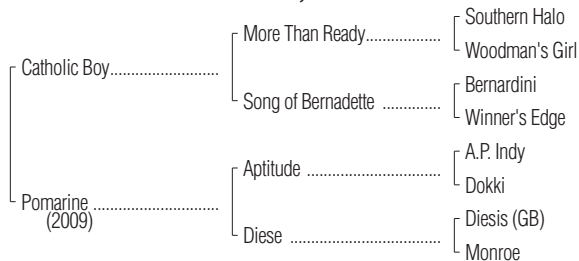 Southern Halo
More Than Ready..................
Woodman's Girl
Catholic Boy..........................
Bernardini
Song of Bernadette ..............
Winner's Edge
A.P. Indy
Aptitude ................................
Dokki
Pomarine ..............................
(2009)
Diesis (GB)
Diese ....................................
Monroe